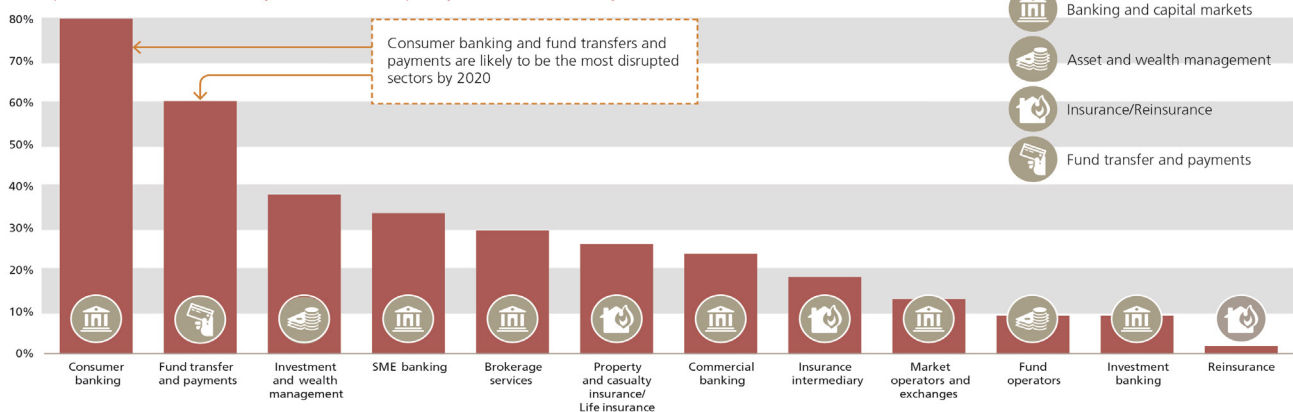 80%
70%
60%
50%
40%
30%
20%
10%
0%
Consumer banking and fund transfers and
payments are likely to be the most disrupted
sectors by 2020
Banking and capital markets
Asset and wealth management
Insurance/Reinsurance
Fund transfer and payments
Consumer
banking
Fund transfer
and payments
Investment
and wealth
management
SME banking
Brokerage
services
Property
and casualty
insurance/
Life insurance
Commercial
banking
Insurance
intermediary
Market
operators and
exchanges
Fund
operators
Investment
banking
Reinsurance